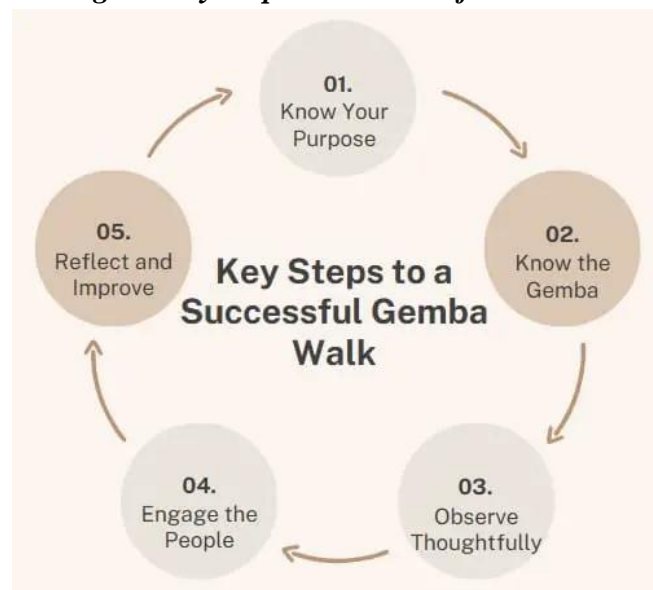 01.
Know Your
Purpose
02.
Know the
Gemba
03.
Observe
Thoughtfully
04.
Engage the
People
05.
Reflect and
Improve
Key Steps to a
Successful Gemba
Walk